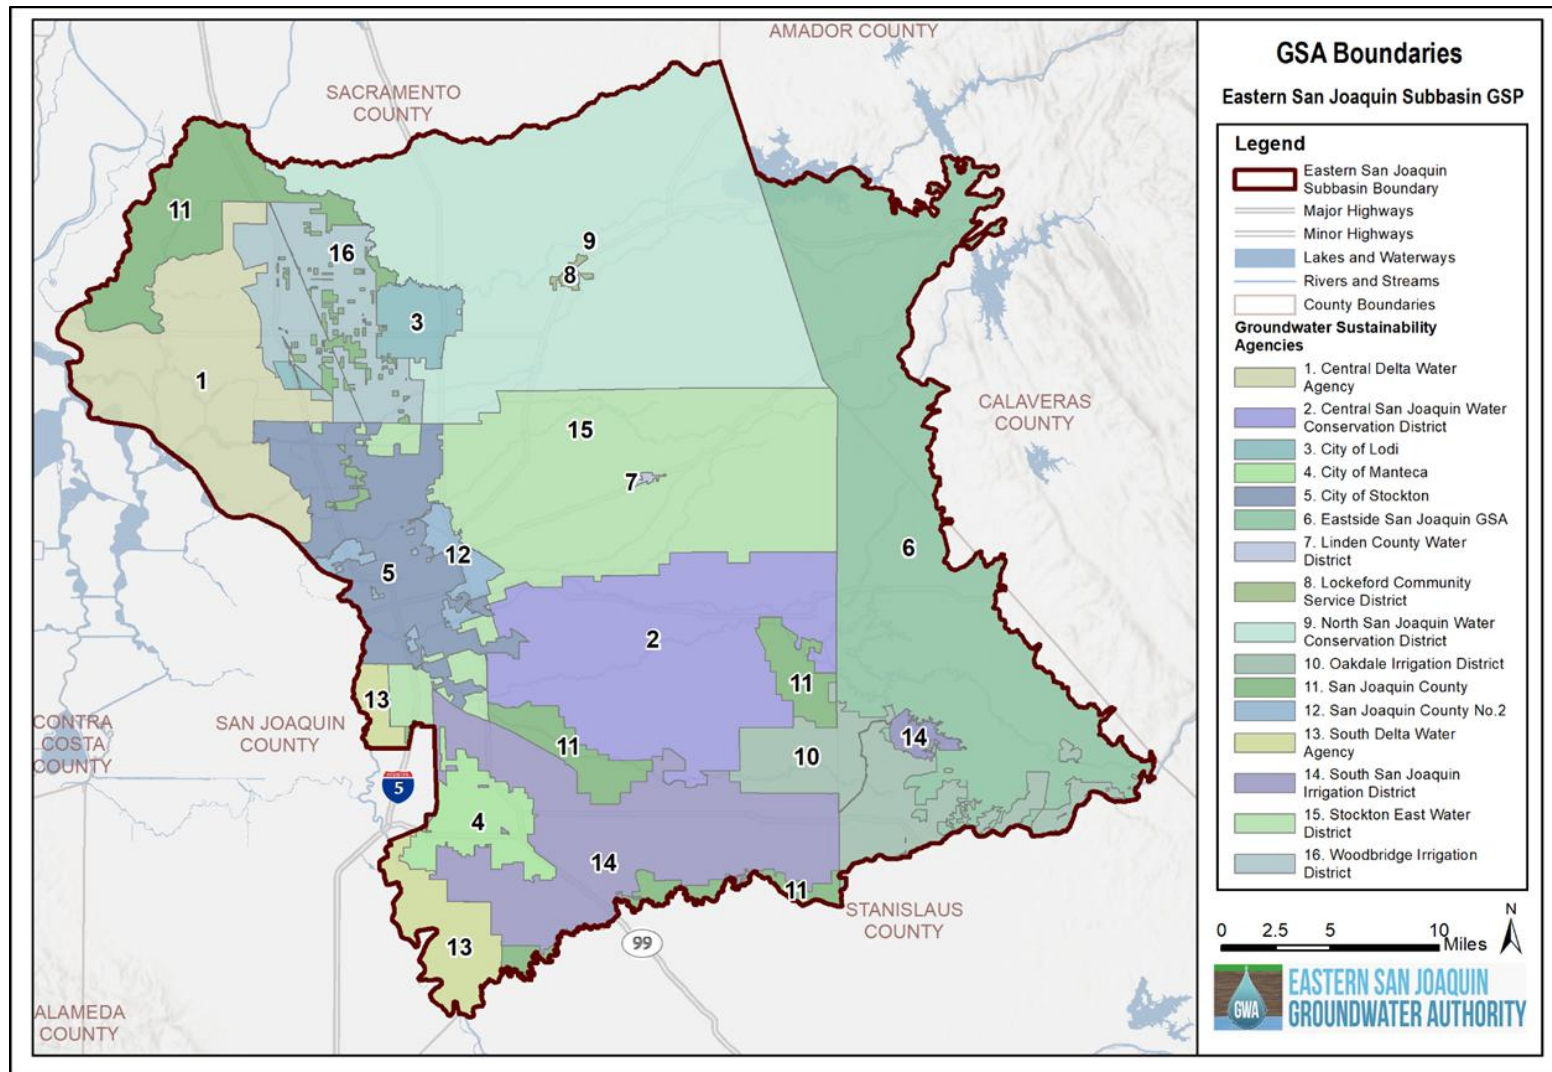 AMADOR COUNTY
SACRAMENTO
COUNTY
11
16
9
8
3
1
CALAVERAS
COUNTY
15
7
12
6
5
2
11
13
CONTRA
COSTA
COUNTY
SAN JOAQUIN
COUNTY
11
10
14
5
4
14
11
STANISLAUS
COUNTY
13
99
ALAMEDA
COUNTY
GSA Boundaries
Eastern San Joaquin Subbasin GSP
Legend
Eastern San Joaquin
Subbasin Boundary
Major Highways
Minor Highways
Lakes and Waterways
Rivers and Streams
County Boundaries
Groundwater Sustainability
Agencies
1. Central Delta Water
Agency
2. Central San Joaquin Water
Conservation District
3. City of Lodi
4. City of Manteca
5. City of Stockton
6. Eastside San Joaquin GSA
7. Linden County Water
District
8. Lockeford Community
Service District
9. North San Joaquin Water
Conservation District
10. Oakdale Irrigation District
11. San Joaquin County
12. San Joaquin County No.2
13. South Delta Water
Agency
14. South San Joaquin
Irrigation District
15. Stockton East Water
District
16. Woodbridge Irrigation
District
N
0 2.5 5 10
Miles
GWA
EASTERN SAN JOAQUIN
GROUNDWATER AUTHORITY